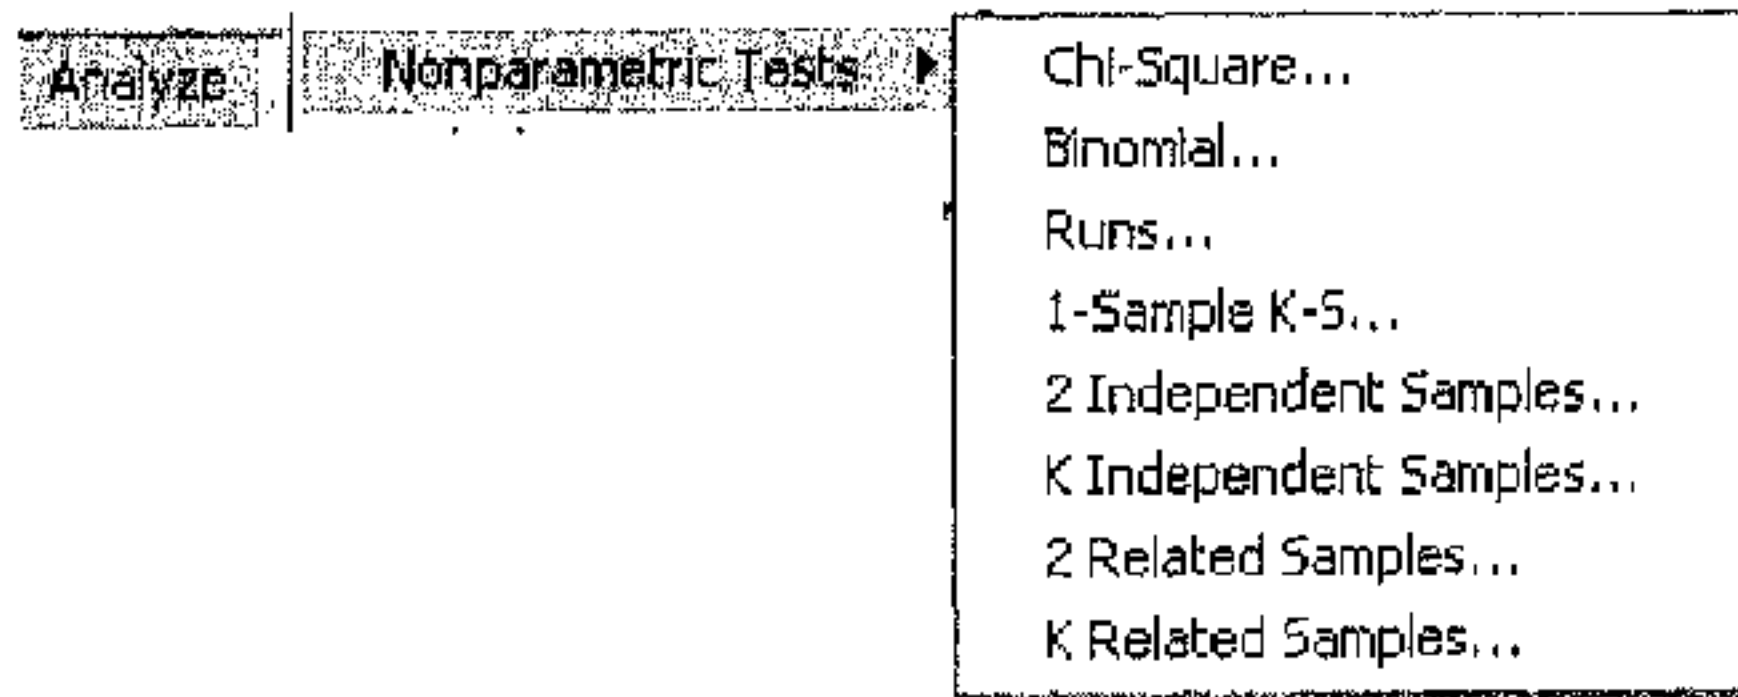 Analyze
Nonparametric Tests ▶
Chi-Square...
Binomial...
Runs...
1-Sample K-S...
2 Independent Samples...
K Independent Samples...
2 Related Samples...
K Related Samples...